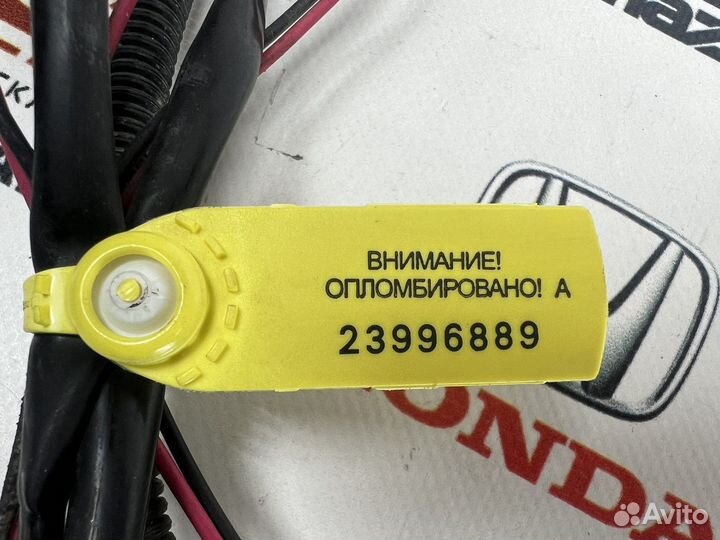 ВНИМАНИЕ!
ОПЛОМБИРОВАНО! А
23996889
HONDA
Avito